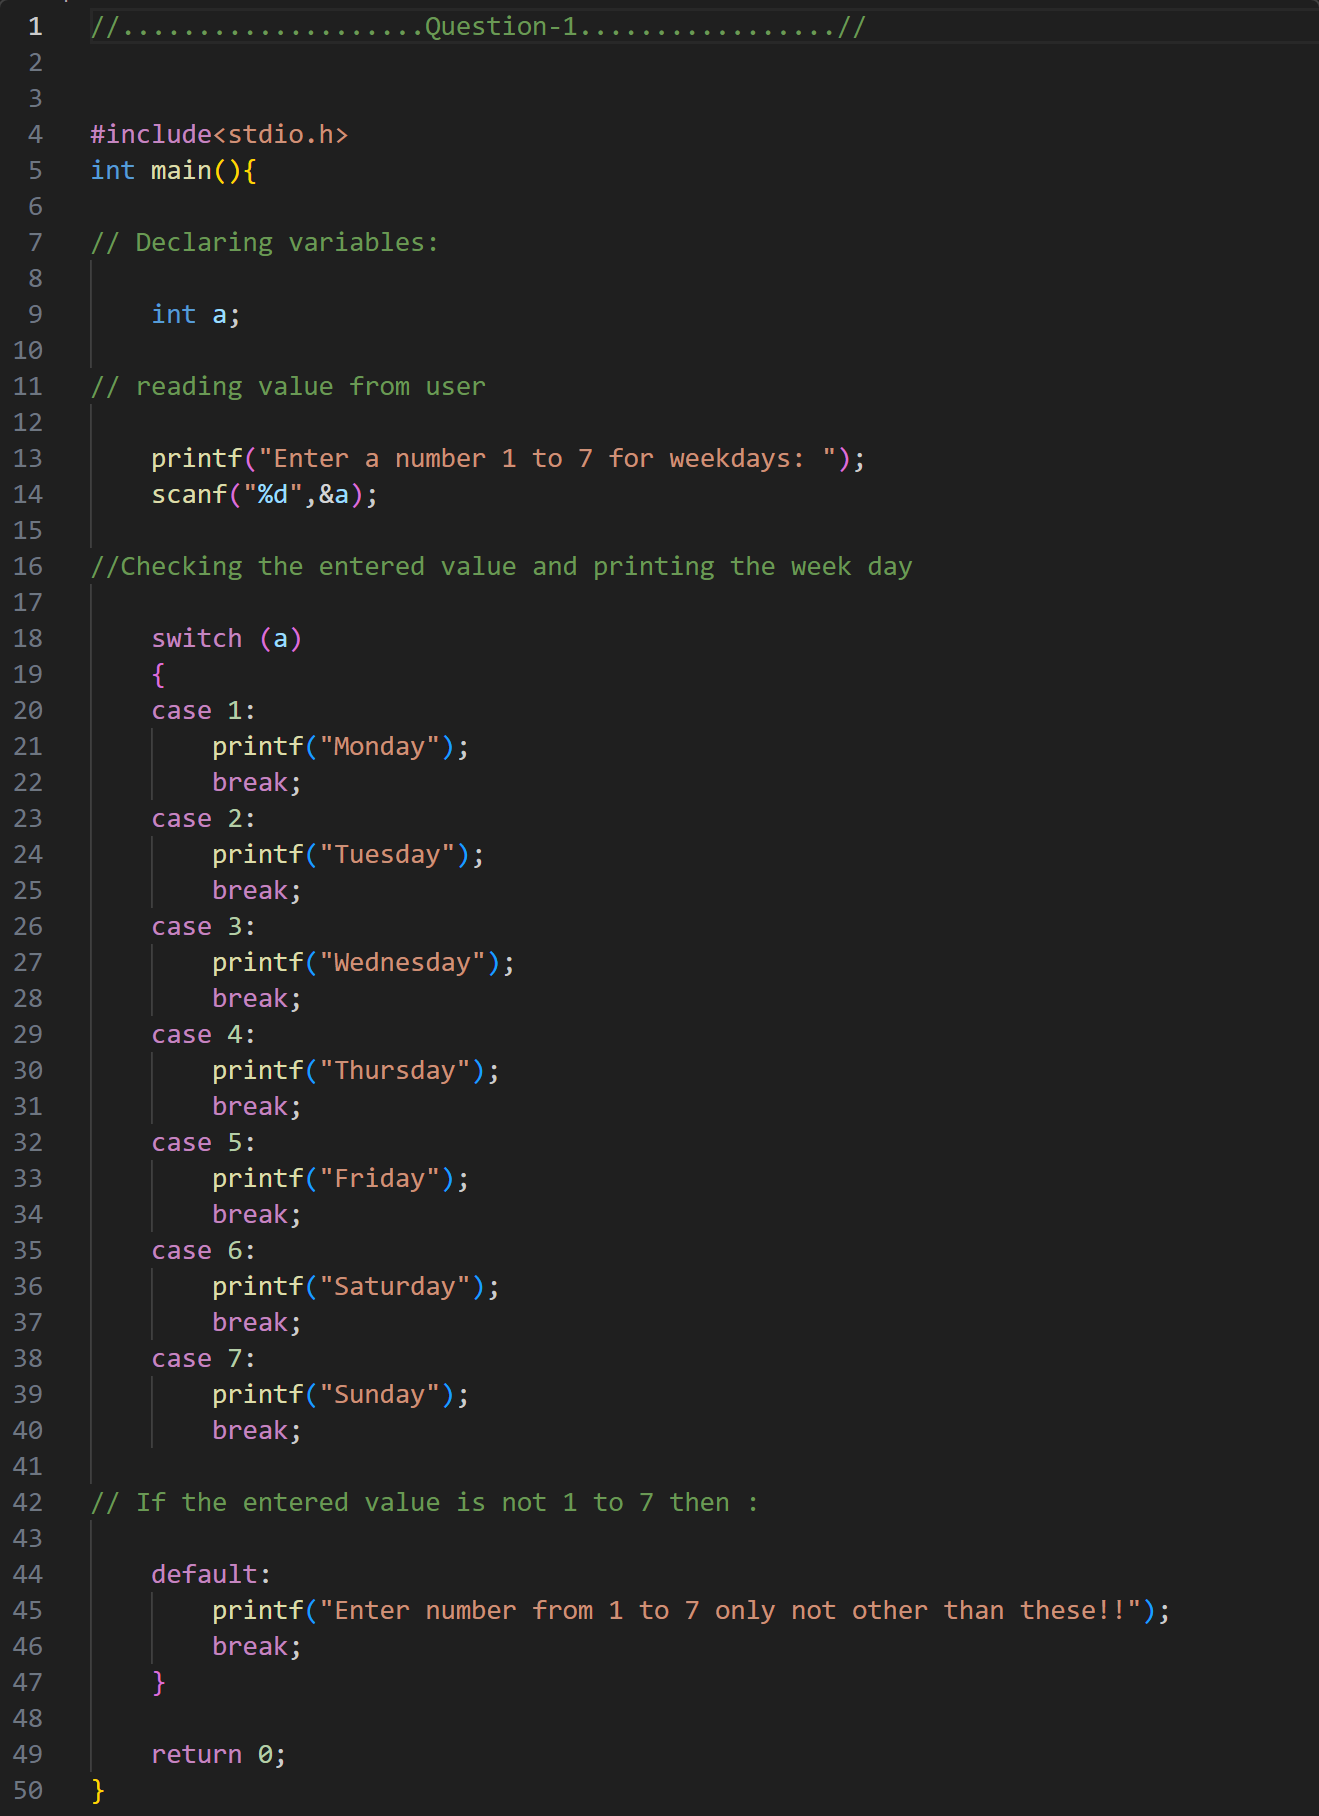 1 //....................Question-1.................//
2
3
4 #include<stdio.h>
5 int main(){
6
7 // Declaring variables:
8
9     int a;
10
11 // reading value from user
12
13     printf("Enter a number 1 to 7 for weekdays: ");
14     scanf("%d",&a);
15
16 //Checking the entered value and printing the week day
17
18     switch (a)
19     {
20     case 1:
21         printf("Monday");
22         break;
23     case 2:
24         printf("Tuesday");
25         break;
26     case 3:
27         printf("Wednesday");
28         break;
29     case 4:
30         printf("Thursday");
31         break;
32     case 5:
33         printf("Friday");
34         break;
35     case 6:
36         printf("Saturday");
37         break;
38     case 7:
39         printf("Sunday");
40         break;
41
42 // If the entered value is not 1 to 7 then :
43
44     default:
45         printf("Enter number from 1 to 7 only not other than these!!");
46         break;
47     }
48
49     return 0;
50 }